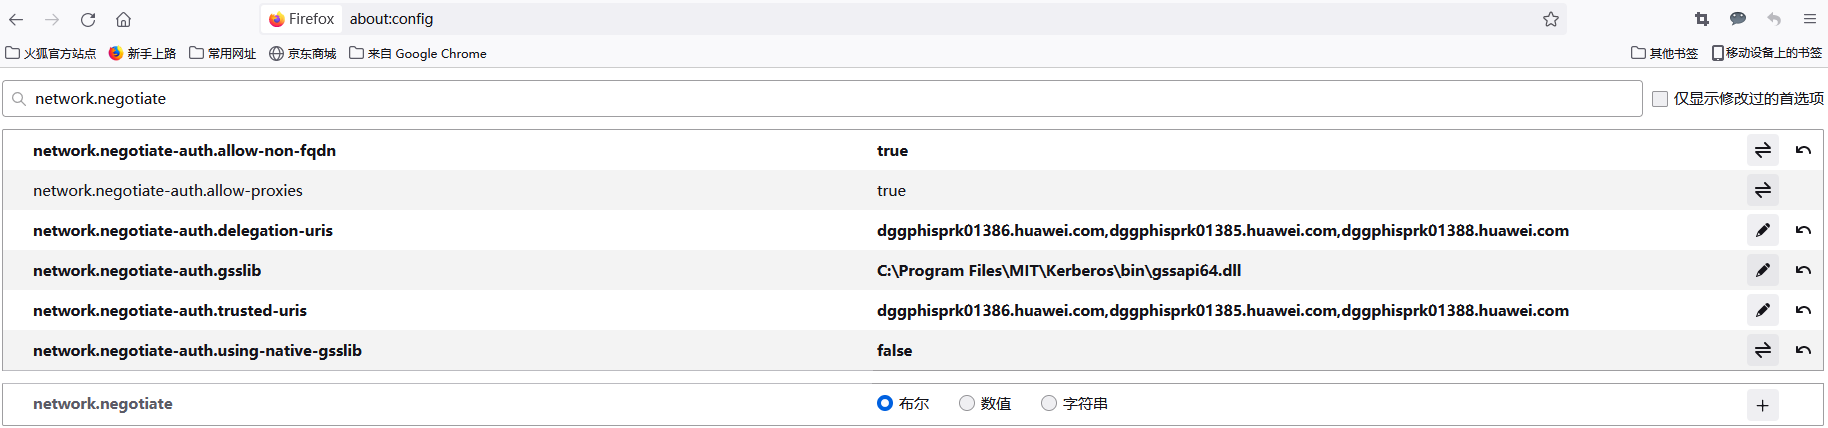 Firefox about:config
火狐官方站点 新手上路 常用网址 京东商城 来自 Google Chrome 其他书签 移动设备上的书签
network.negotiate 仅显示修改过的首选项
network.negotiate-auth.allow-non-fqdn true
network.negotiate-auth.allow-proxies true
network.negotiate-auth.delegation-uris dggphisprk01386.huawei.com,dggphisprk01385.huawei.com,dggphisprk01388.huawei.com
network.negotiate-auth.gsslib C:\Program Files\MIT\Kerberos\bin\gssapi64.dll
network.negotiate-auth.trusted-uris dggphisprk01386.huawei.com,dggphisprk01385.huawei.com,dggphisprk01388.huawei.com
network.negotiate-auth.using-native-gsslib false
network.negotiate 布尔 数值 字符串